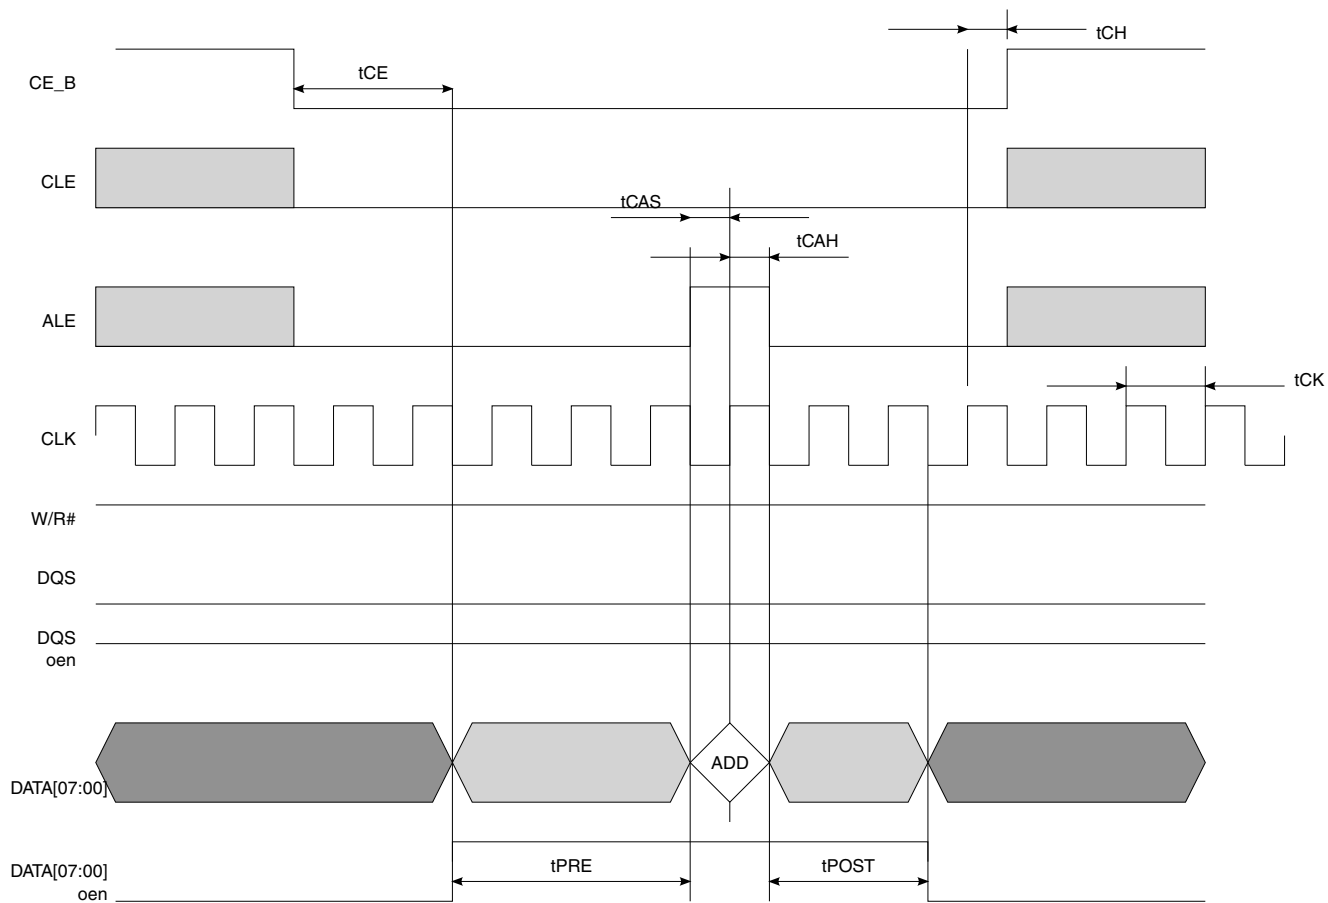 tCH
tCE
CE_B
CLE
tCAS
tCAH
ALE
tCK
CLK
W/R#
DQS
DQS
oen
ADD
DATA[07:00]
tPRE
tPOST
DATA[07:00]
oen